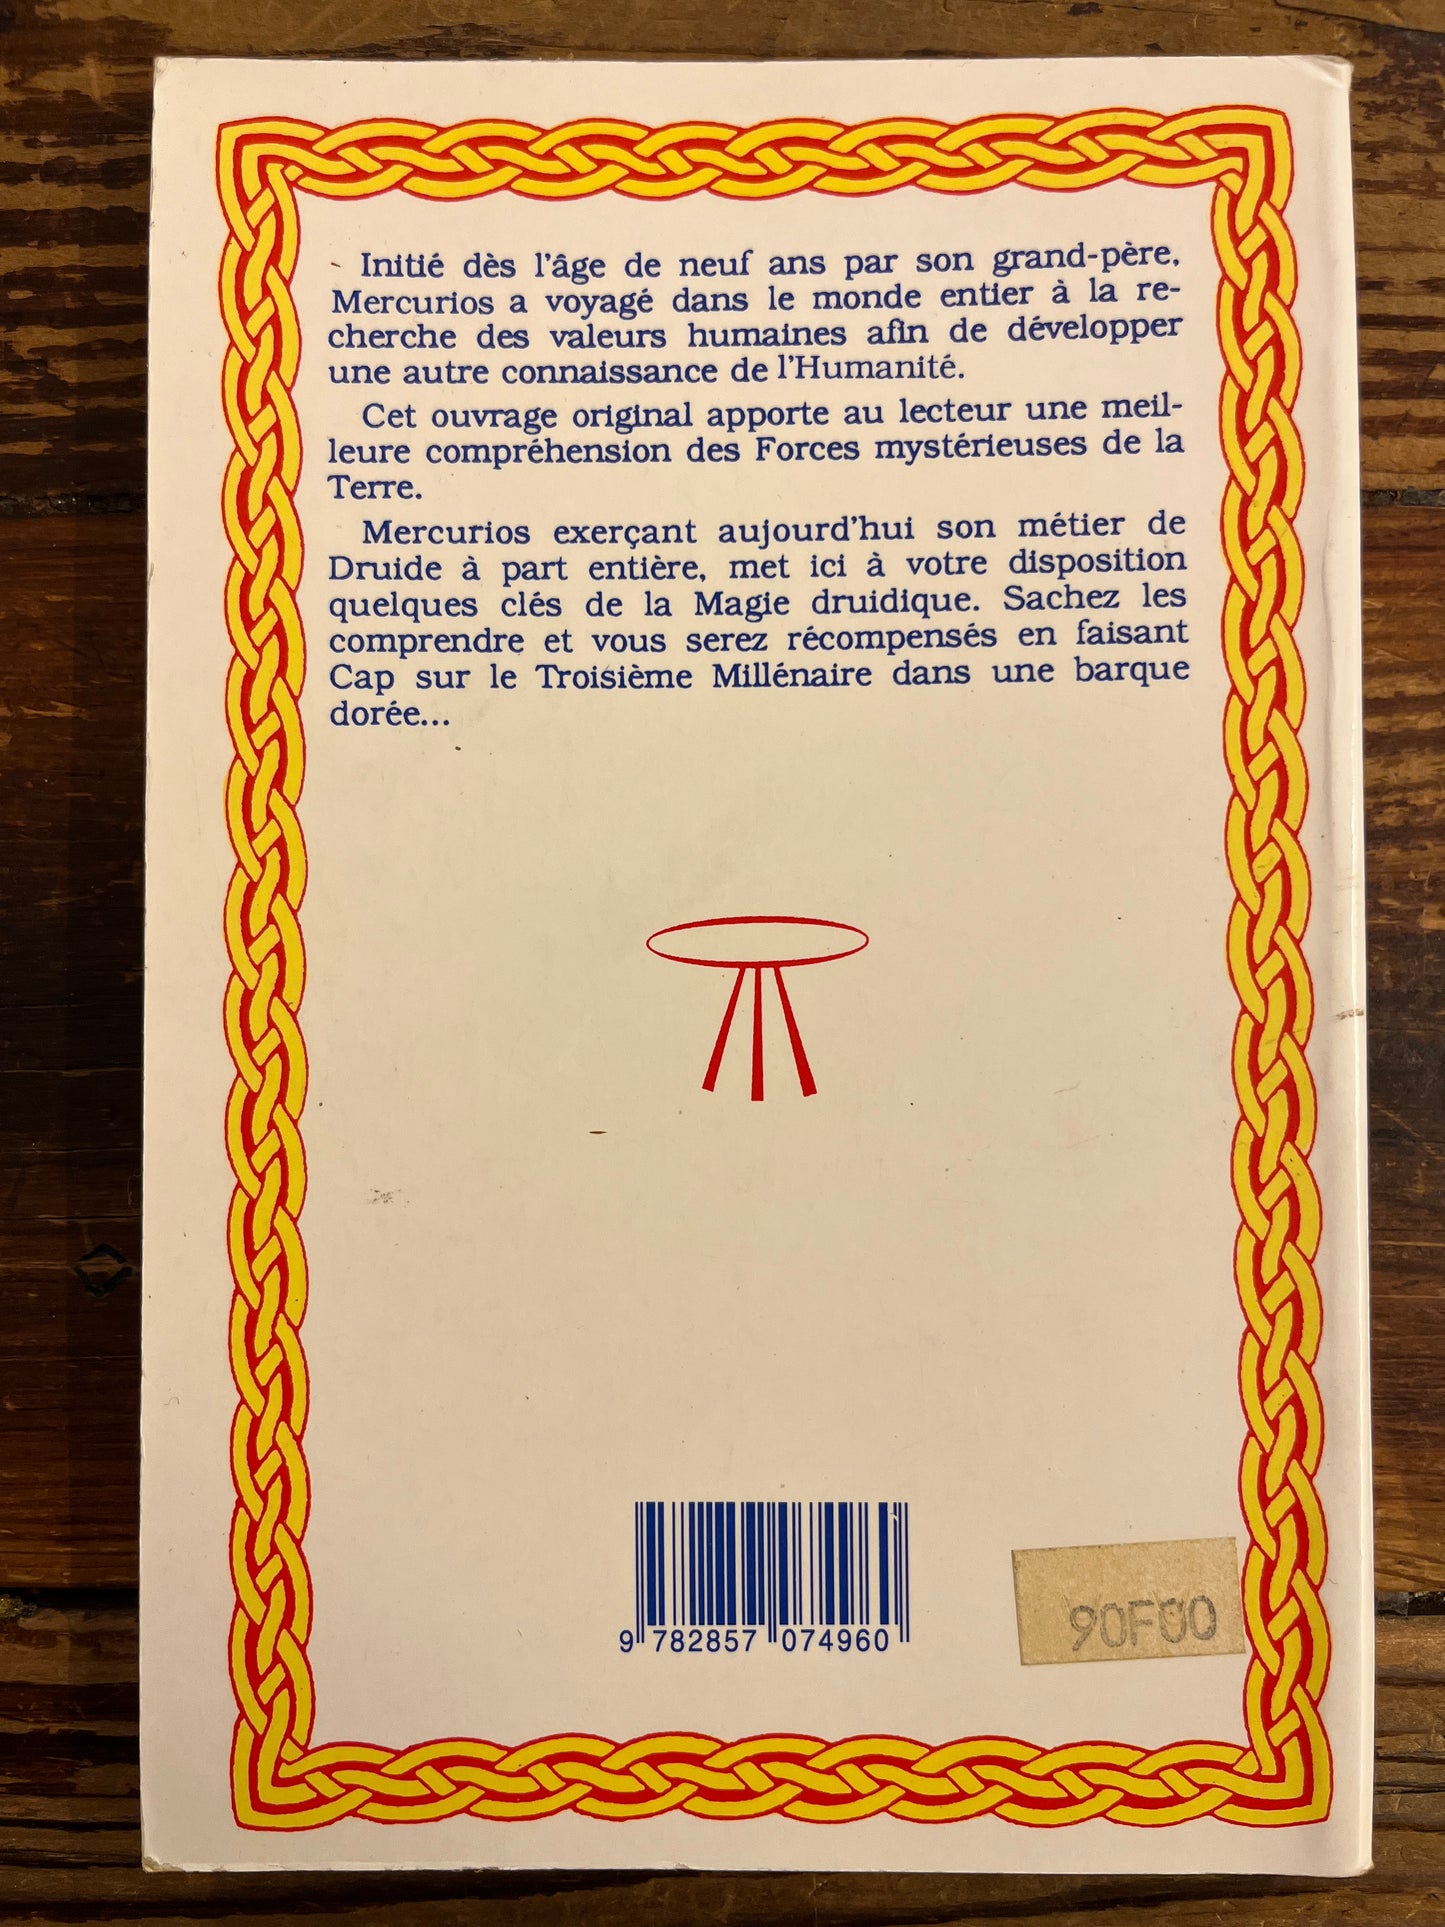 Initié dès l'âge de neuf ans par son grand-père,
Mercurios a voyagé dans le monde entier à la re-
cherche des valeurs humaines afin de développer
une autre connaissance de l'Humanité.
Cet ouvrage original apporte au lecteur une meil-
leure compréhension des Forces mystérieuses de la
Terre.
Mercurios exerçant aujourd'hui son métier de
Druide à part entière, met ici à votre disposition
quelques clés de la Magie druidique. Sachez les
comprendre et vous serez récompensés en faisant
Cap sur le Troisième Millénaire dans une barque
dorée...
9 782857 074960
90F00